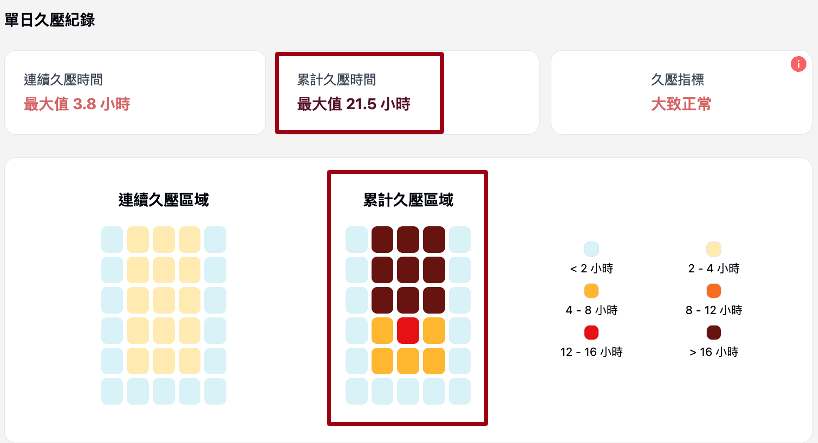 單日久壓紀錄
連續久壓時間
最大值 3.8 小時
累計久壓時間
最大值 21.5 小時
久壓指標
大致正常
i
連續久壓區域
累計久壓區域
< 2 小時
2 - 4 小時
4 - 8 小時
8 - 12 小時
12 - 16 小時
> 16 小時